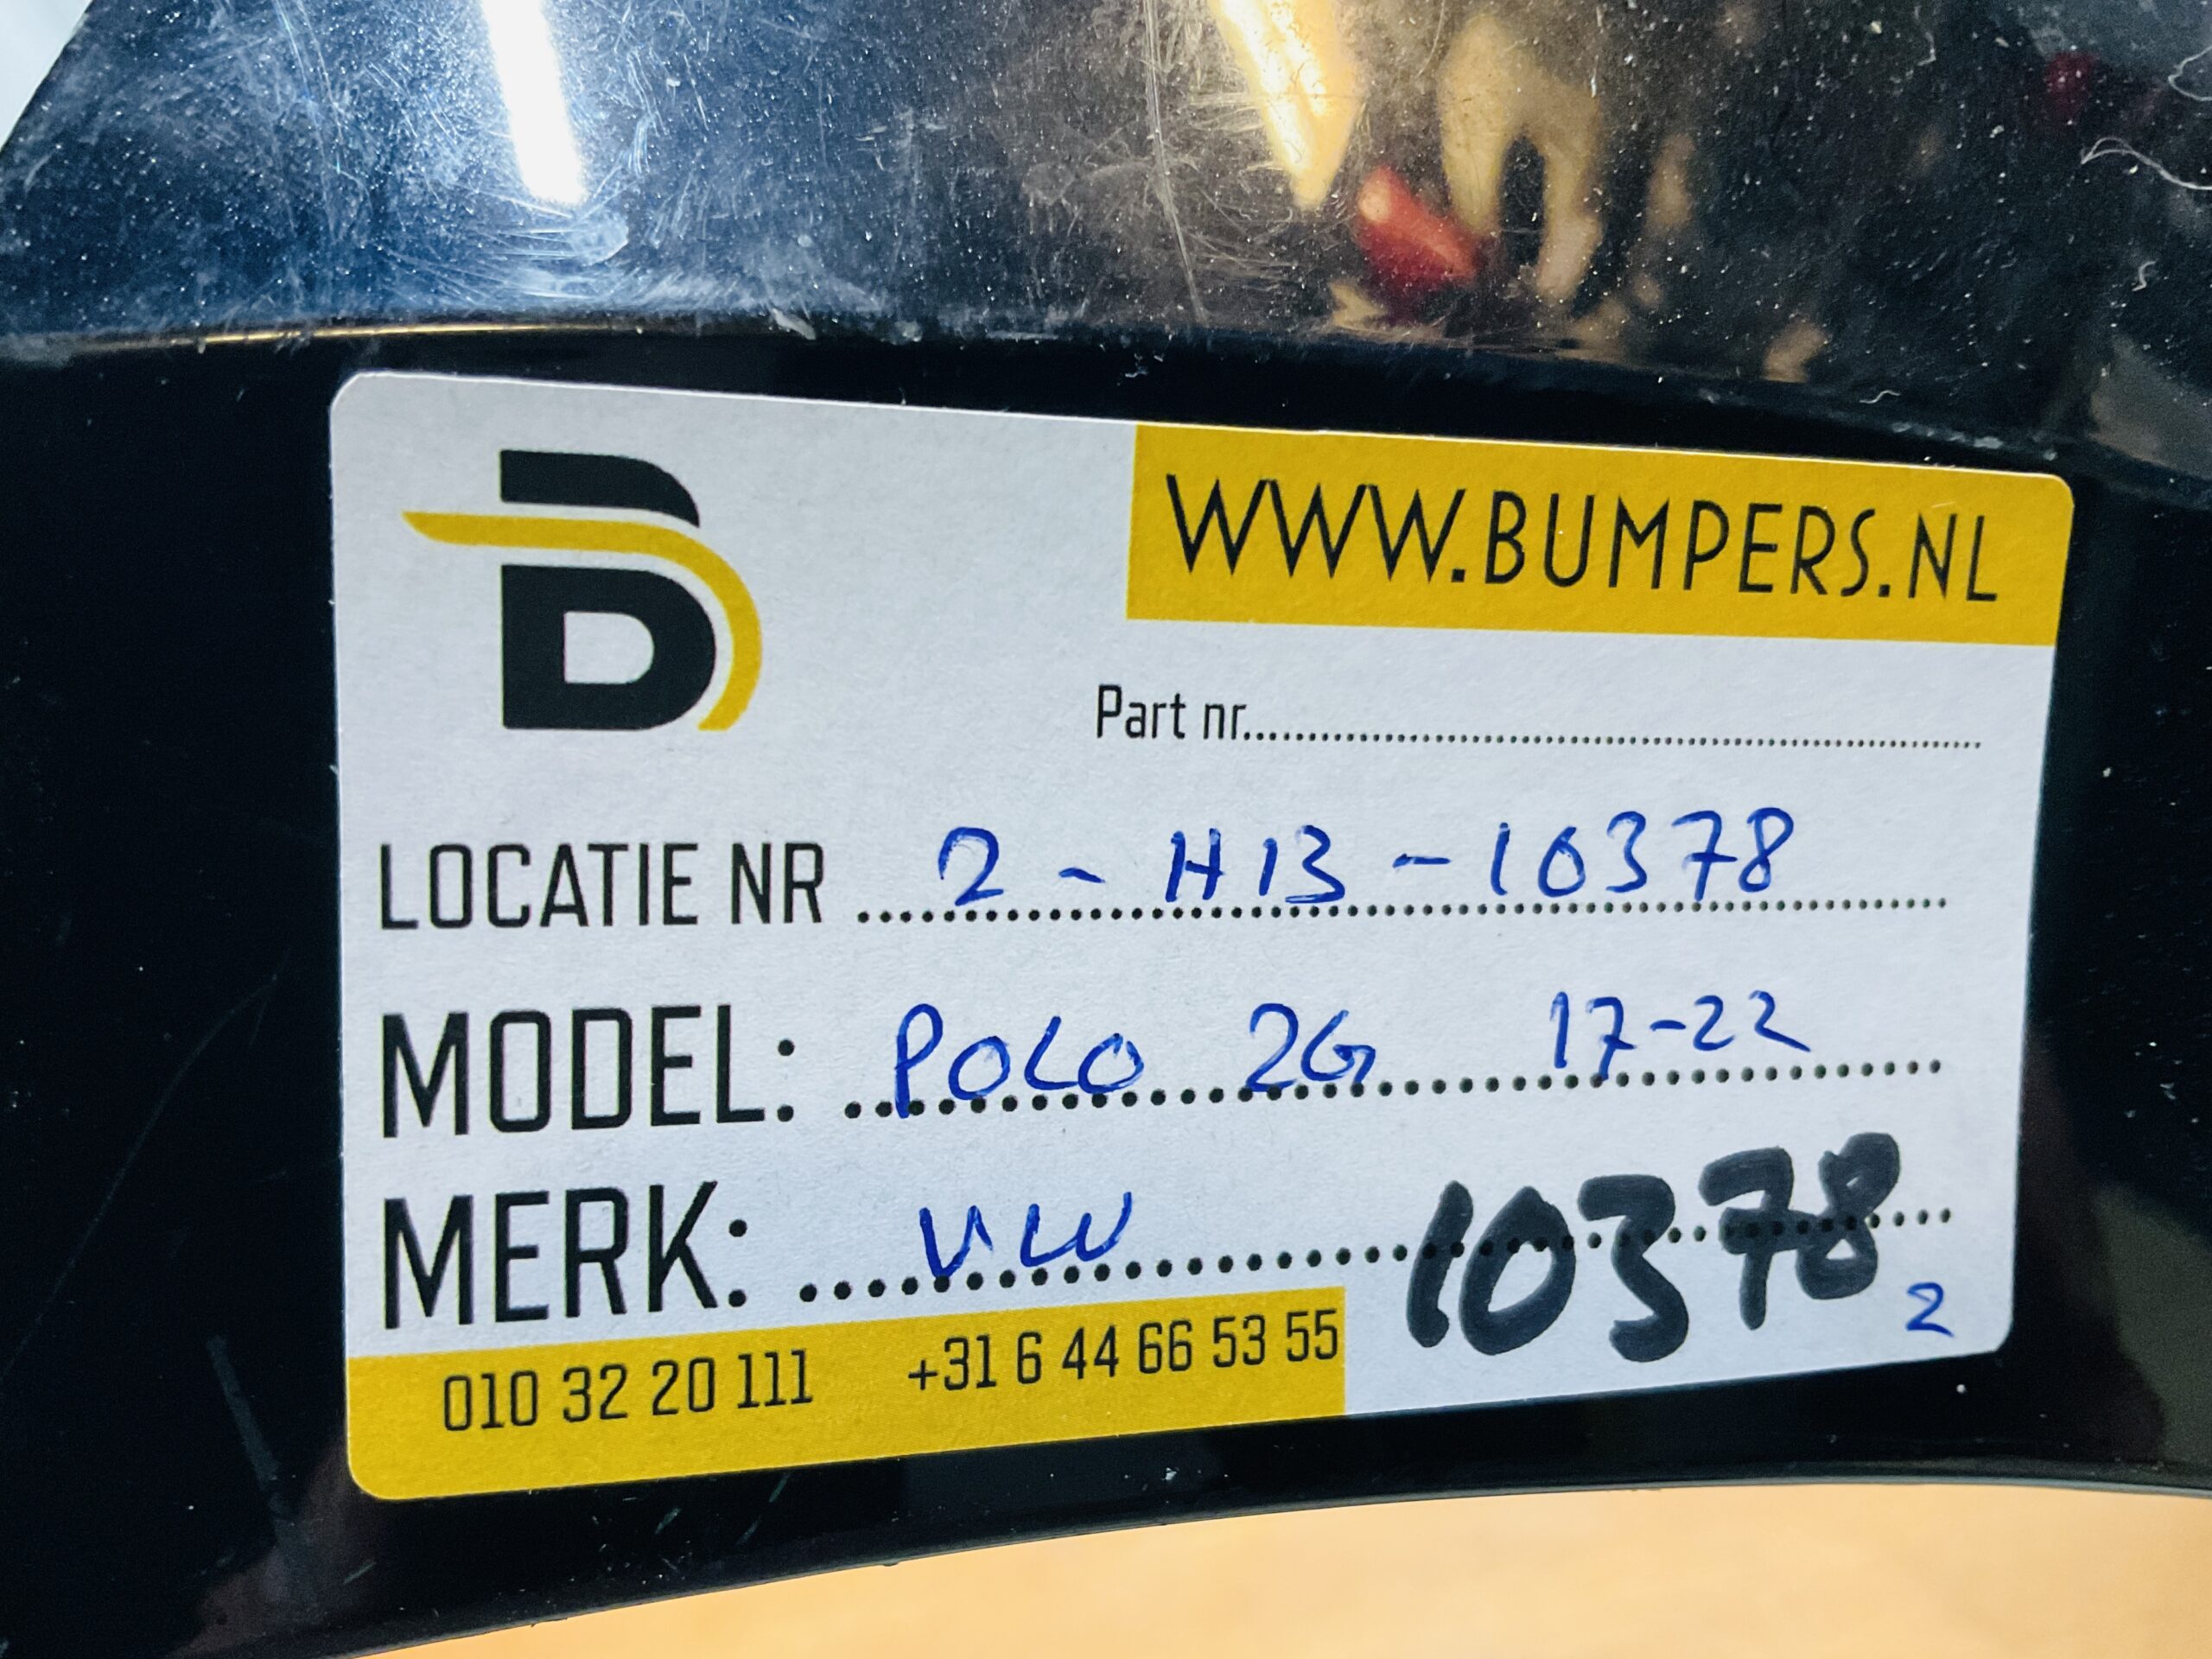 B
WWW.BUMPERS.NL
Part nr.
LOCATIE NR 2 - H13 - 10378
MODEL: POLO 2G 17-22
MERK: VW 10378
2
010 32 20 111 +31 6 44 66 53 55